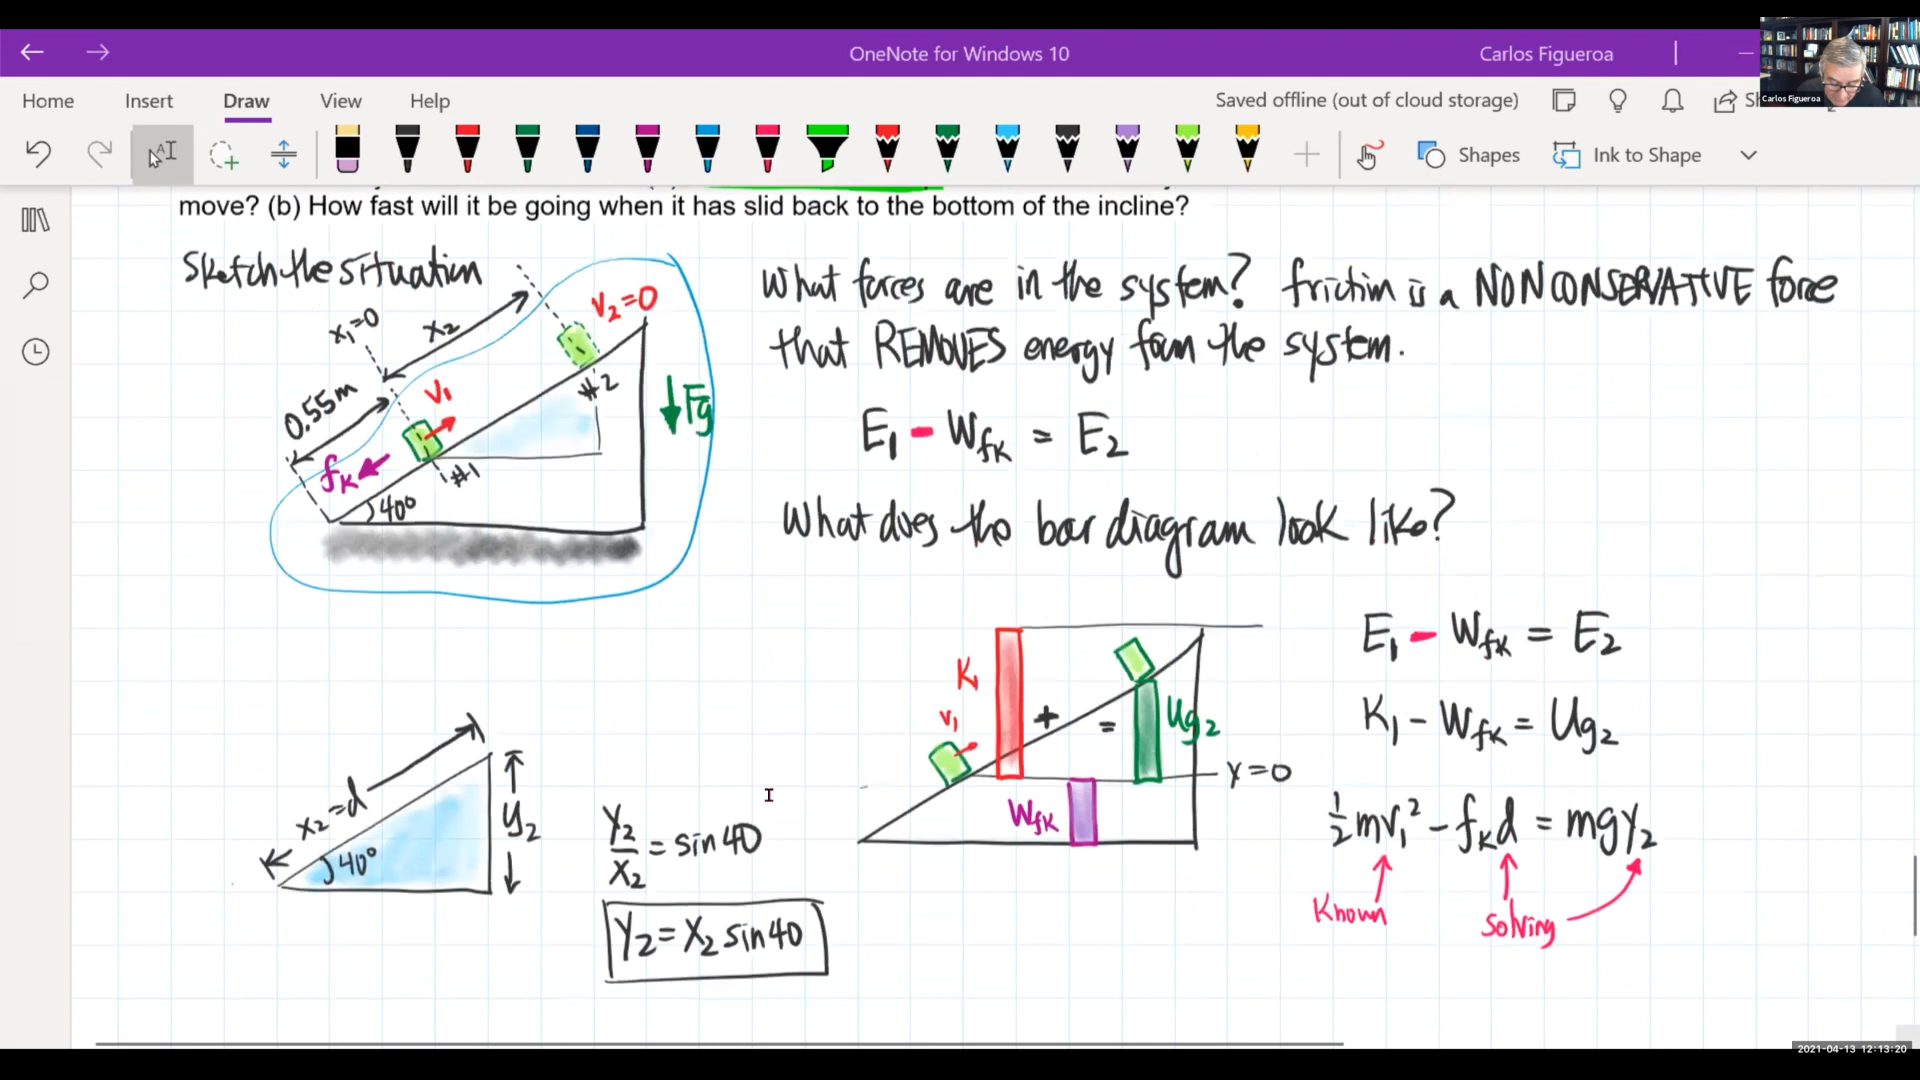 OneNote for Windows 10
Carlos Figueroa
Carlos Figueroa
Home Insert Draw View Help
Saved offline (out of cloud storage)
Sh
Shapes
Ink to Shape
move? (b) How fast will it be going when it has slid back to the bottom of the incline?
Sketch the situation
x₁=0
x₂
v₂=0
0.55m
v₁
#2
Fg
fk
#1
40°
What forces are in the system? friction is a NONCONSERVATIVE force
that REMOVES energy from the system.
E₁ - Wfk = E₂
What does the bar diagram look like?
K₁
v₁
+
=
Ug₂
y=0
Wfk
E₁ - Wfk = E₂
K₁ - Wfk = Ug₂
½mv₁² - fkd = mgy₂
Known
Solving
x₂=d
y₂
40°
y₂/x₂ = sin40
y₂ = x₂ sin40
2021-04-13 12:13:20